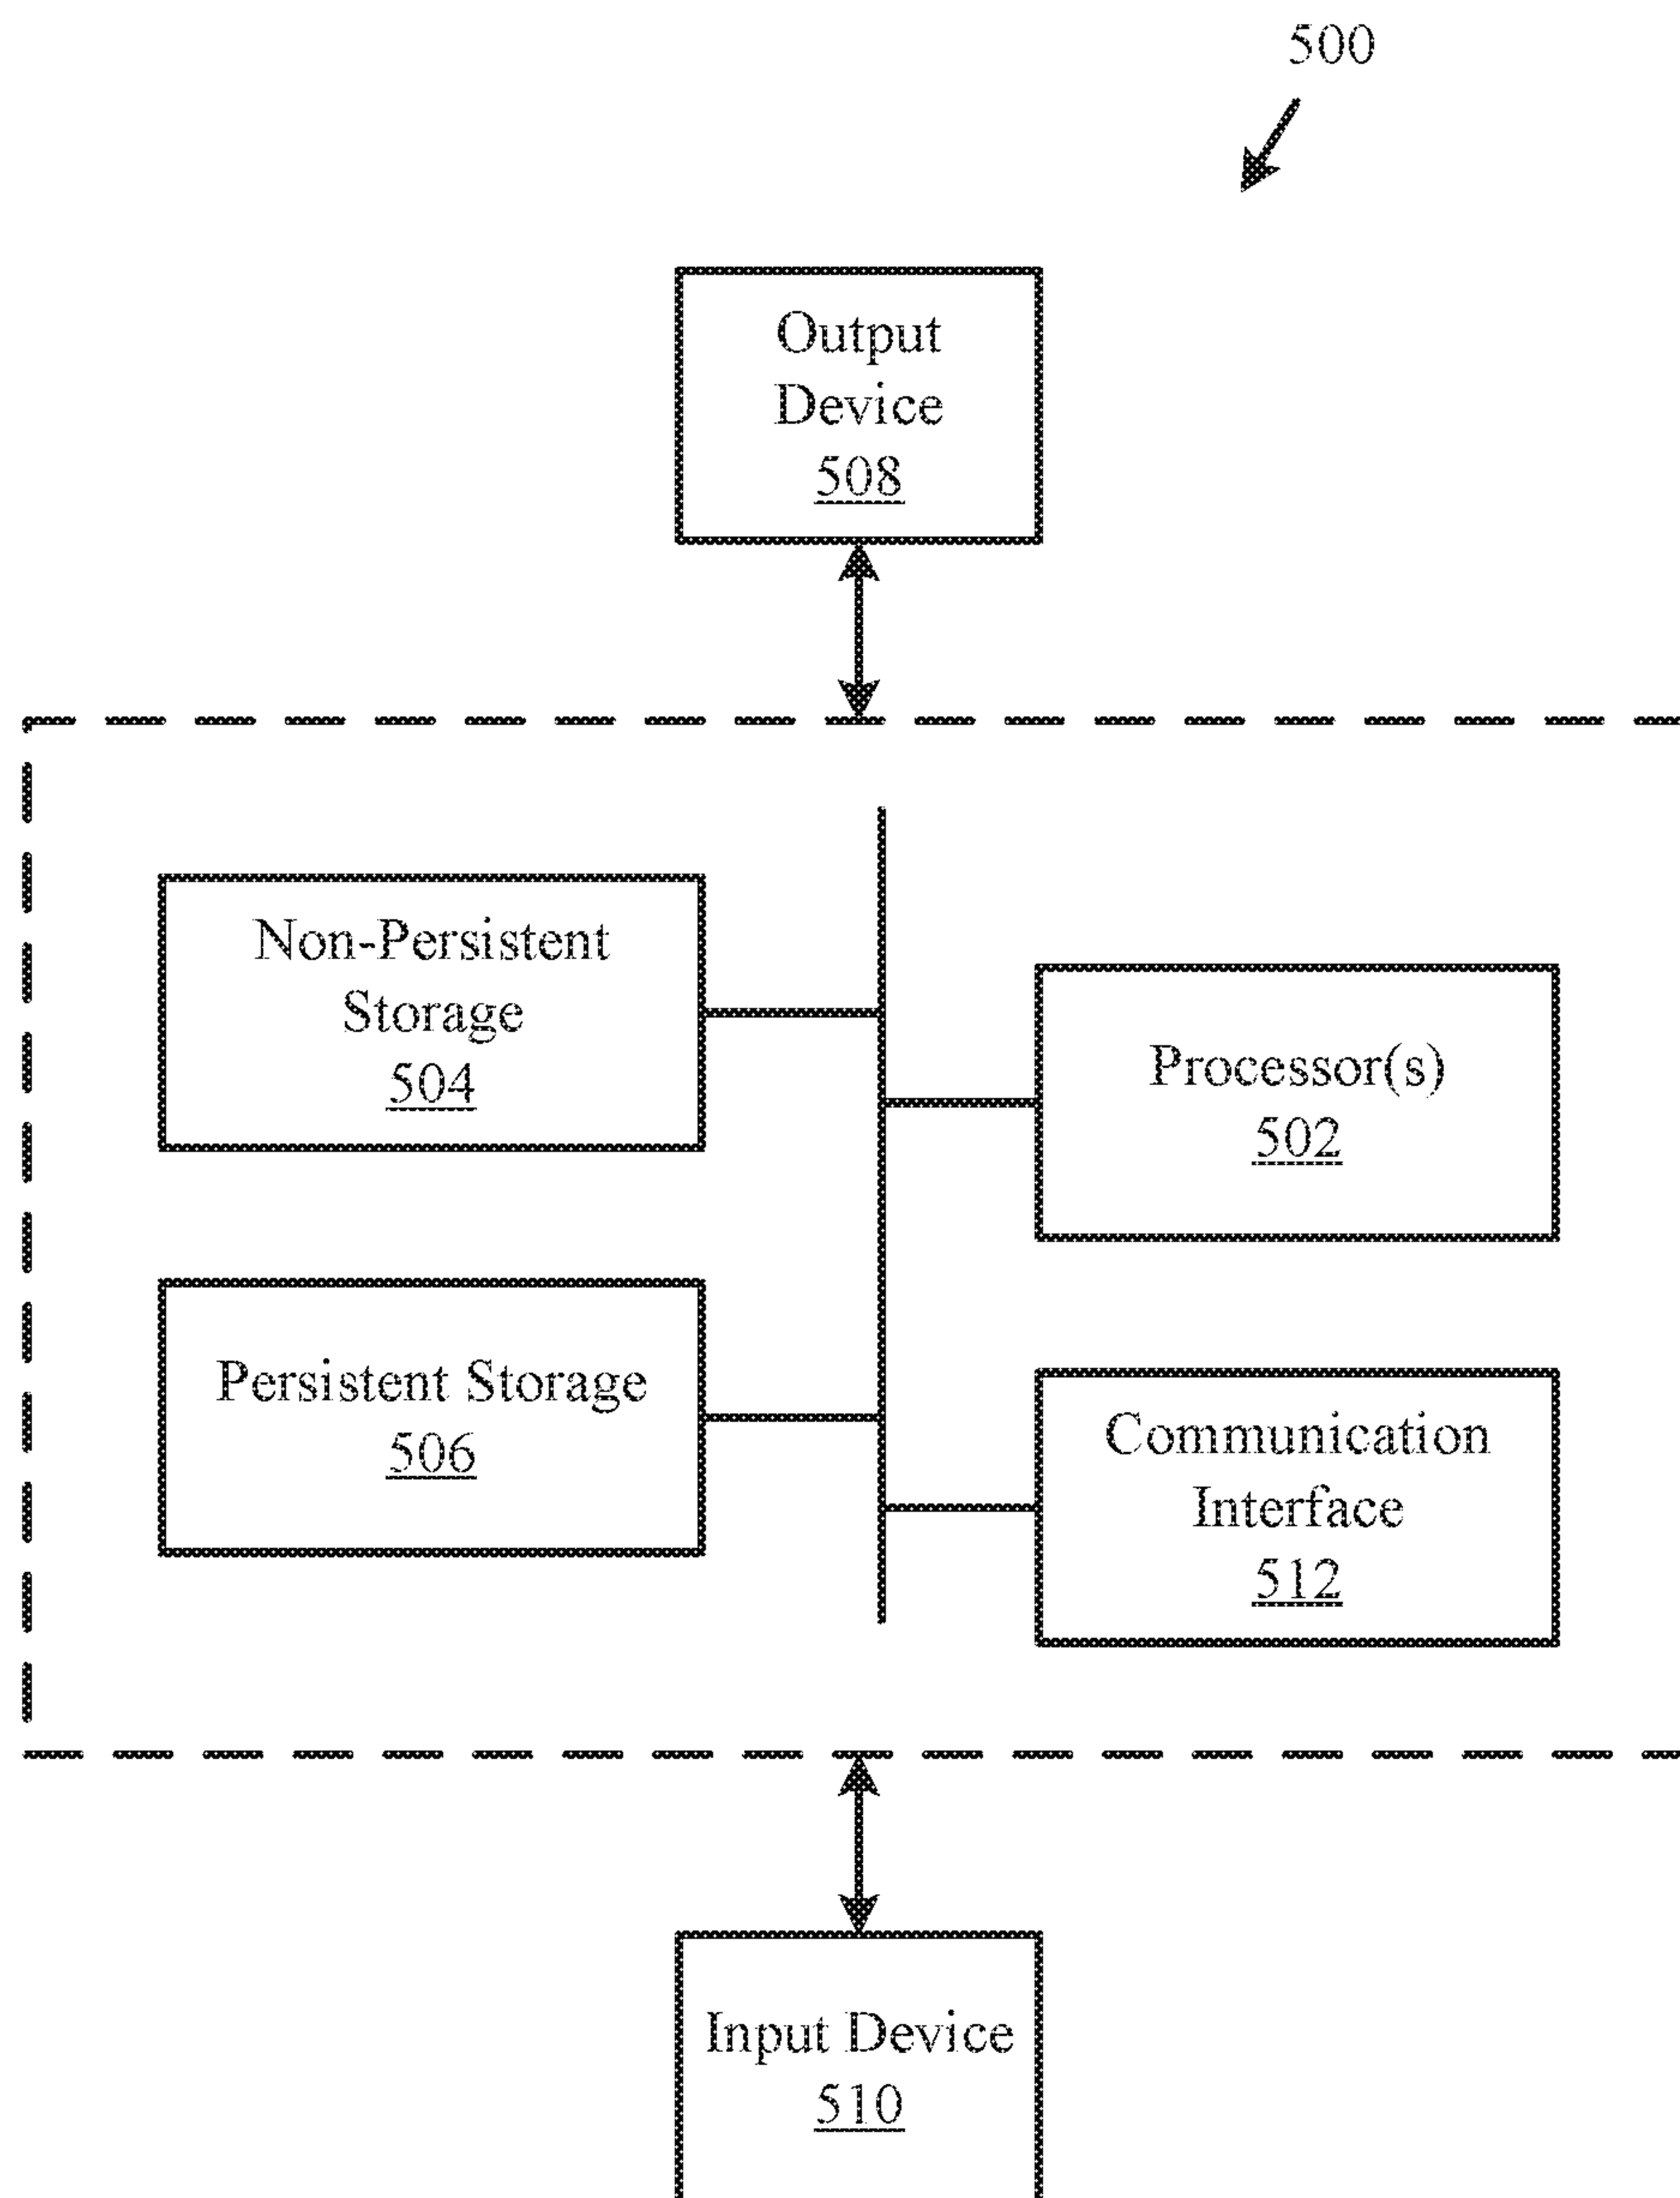 500
Output
Device
508
Non-Persistent
Storage
504
Processor(s)
502
Persistent Storage
506
Communication
Interface
512
Input Device
510